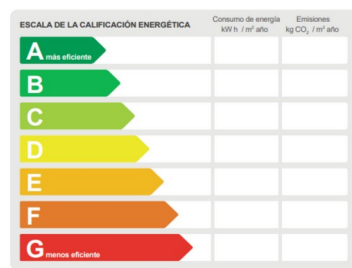 ESCALA DE LA CALIFICACIÓN ENERGÉTICA
Consumo de energía
kW h / m² año
Emisiones
kg CO₂ / m² año
A más eficiente
B
C
D
E
F
G menos eficiente